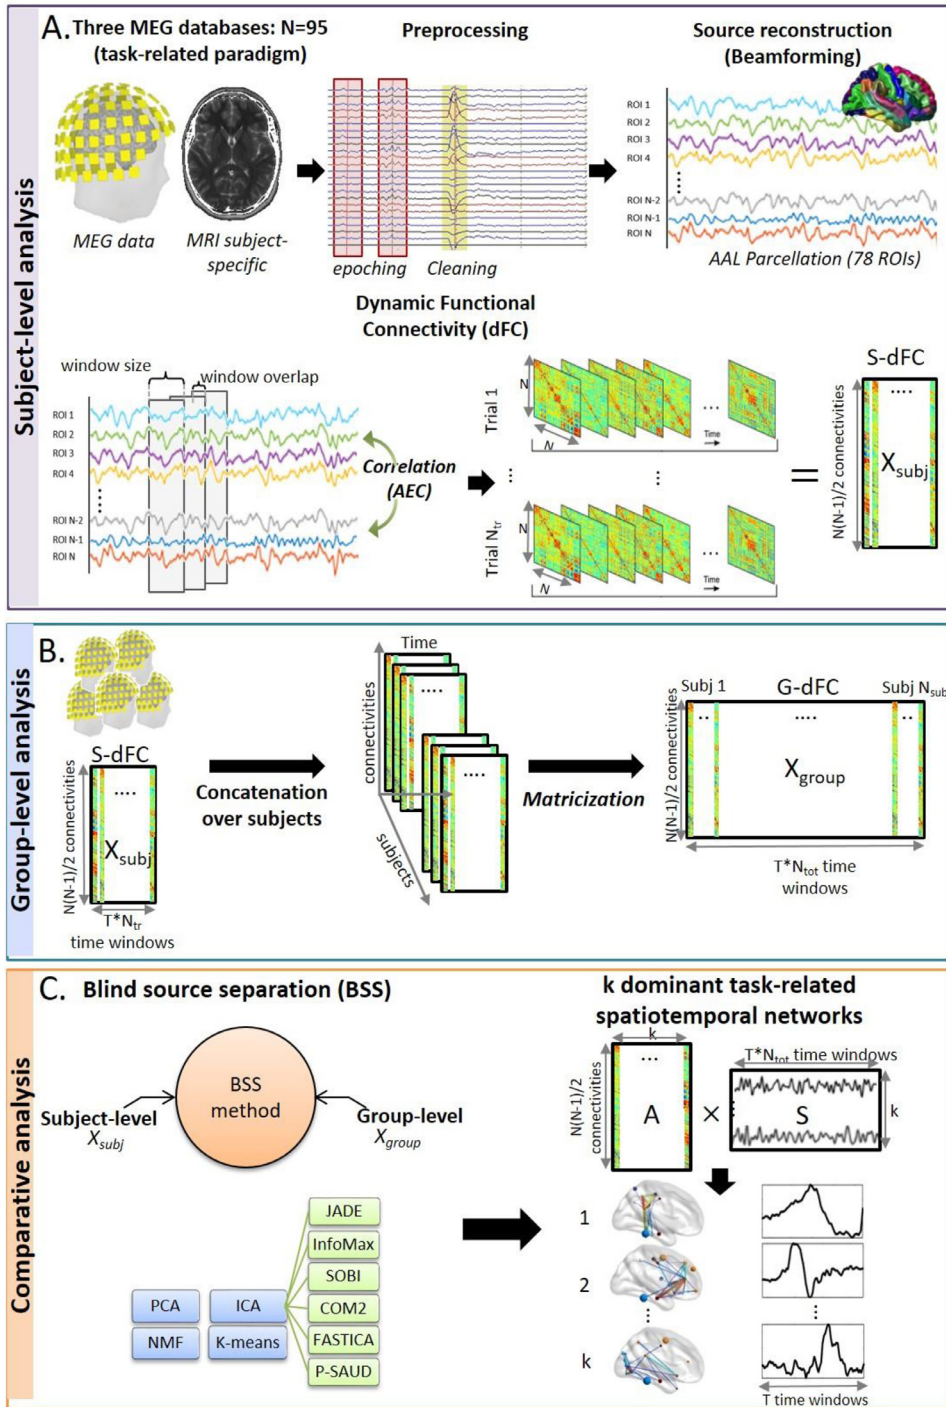 Subject-level analysis
A.
Three MEG databases: N=95
(task-related paradigm)
MEG data
MRI subject-
specific
Preprocessing
epoching
Cleaning
Source reconstruction
(Beamforming)
ROI 1
ROI 2
ROI 3
ROI 4
ROI N-2
ROI N-1
ROI N
AAL Parcellation (78 ROIs)
Dynamic Functional
Connectivity (dFC)
window size
window overlap
ROI 1
ROI 2
ROI 3
ROI 4
ROI N-2
ROI N-1
ROI N
Correlation
(AEC)
Trial 1
N
N
...
Time
Trial Ntr
N
N
...
Time
=
S-dFC
N(N-1)/2 connectivities
....
Xsubj
Group-level analysis
B.
S-dFC
N(N-1)/2 connectivities
....
Xsubj
T*Ntr
time windows
Concatenation
over subjects
Time
connectivities
subjects
....
....
Matricization
Subj 1
G-dFC
Subj Nsub
N(N-1)/2 connectivities
..
....
..
Xgroup
T*Ntot time
windows
Comparative analysis
C.
Blind source separation (BSS)
BSS
method
Subject-level
Xsubj
Group-level
Xgroup
PCA
ICA
NMF
K-means
JADE
InfoMax
SOBI
COM2
FASTICA
P-SAUD
k dominant task-related
spatiotemporal networks
k
N(N-1)/2
connectivities
...
A
×
T*Ntot time windows
S
k
1
2
k
T time windows